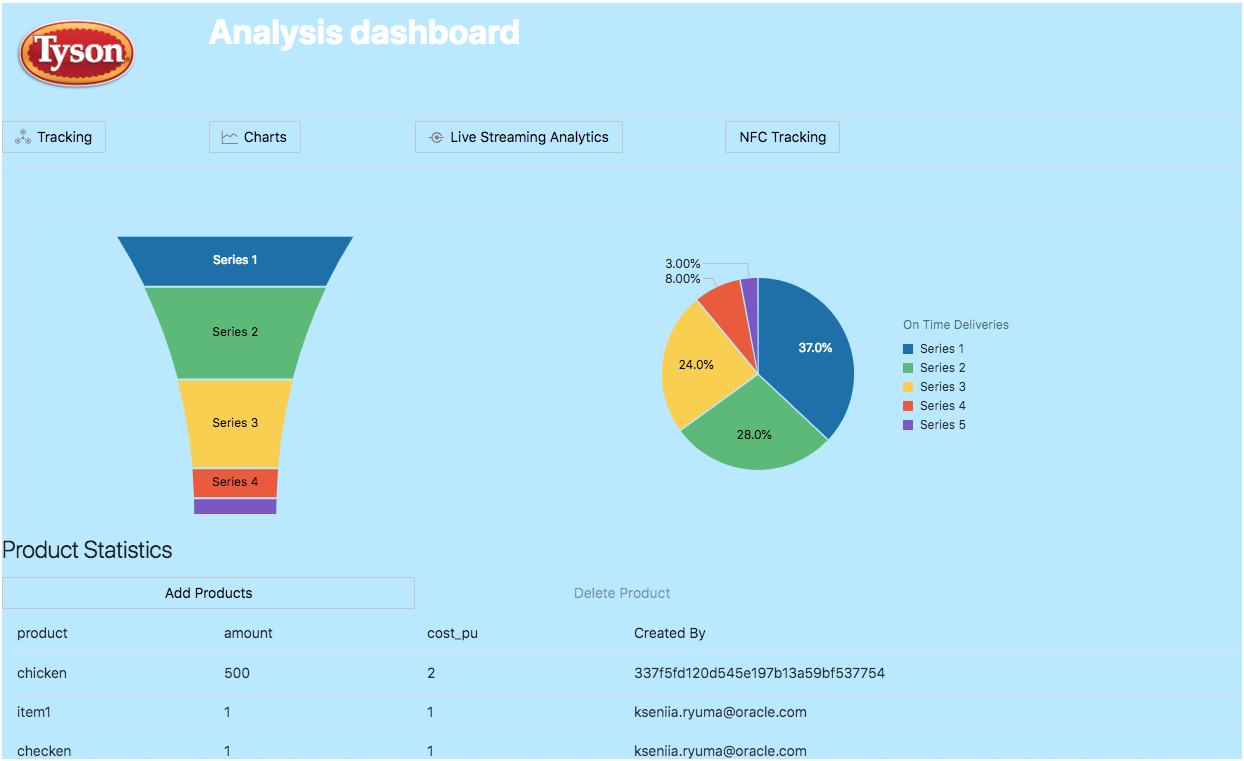 Tyson
Analysis dashboard
Tracking
Charts
Live Streaming Analytics
NFC Tracking
Series 1
Series 2
Series 3
Series 4
3.00%
8.00%
24.0%
37.0%
28.0%
On Time Deliveries
Series 1
Series 2
Series 3
Series 4
Series 5
Product Statistics
Add Products Delete Product
product amount cost_pu Created By
chicken 500 2 337f5fd120d545e197b13a59bf537754
item1 1 1 kseniia.ryuma@oracle.com
checken 1 1 kseniia.ryuma@oracle.com